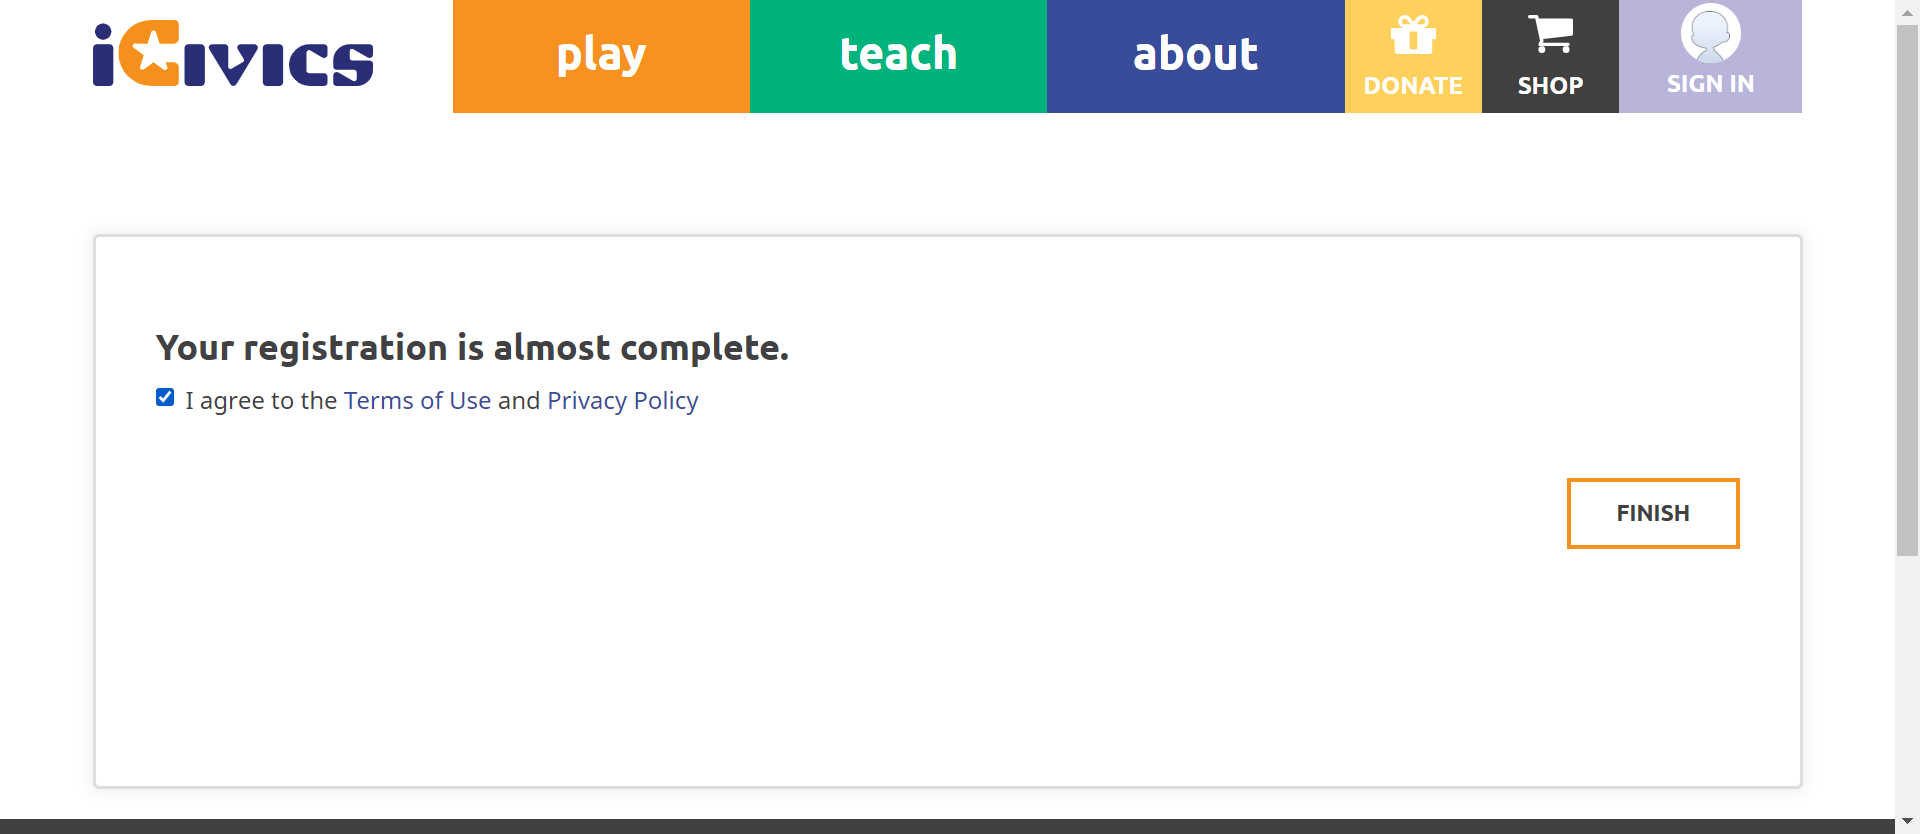 iCivics
play
teach
about
DONATE
SHOP
SIGN IN
Your registration is almost complete.
I agree to the Terms of Use and Privacy Policy
FINISH